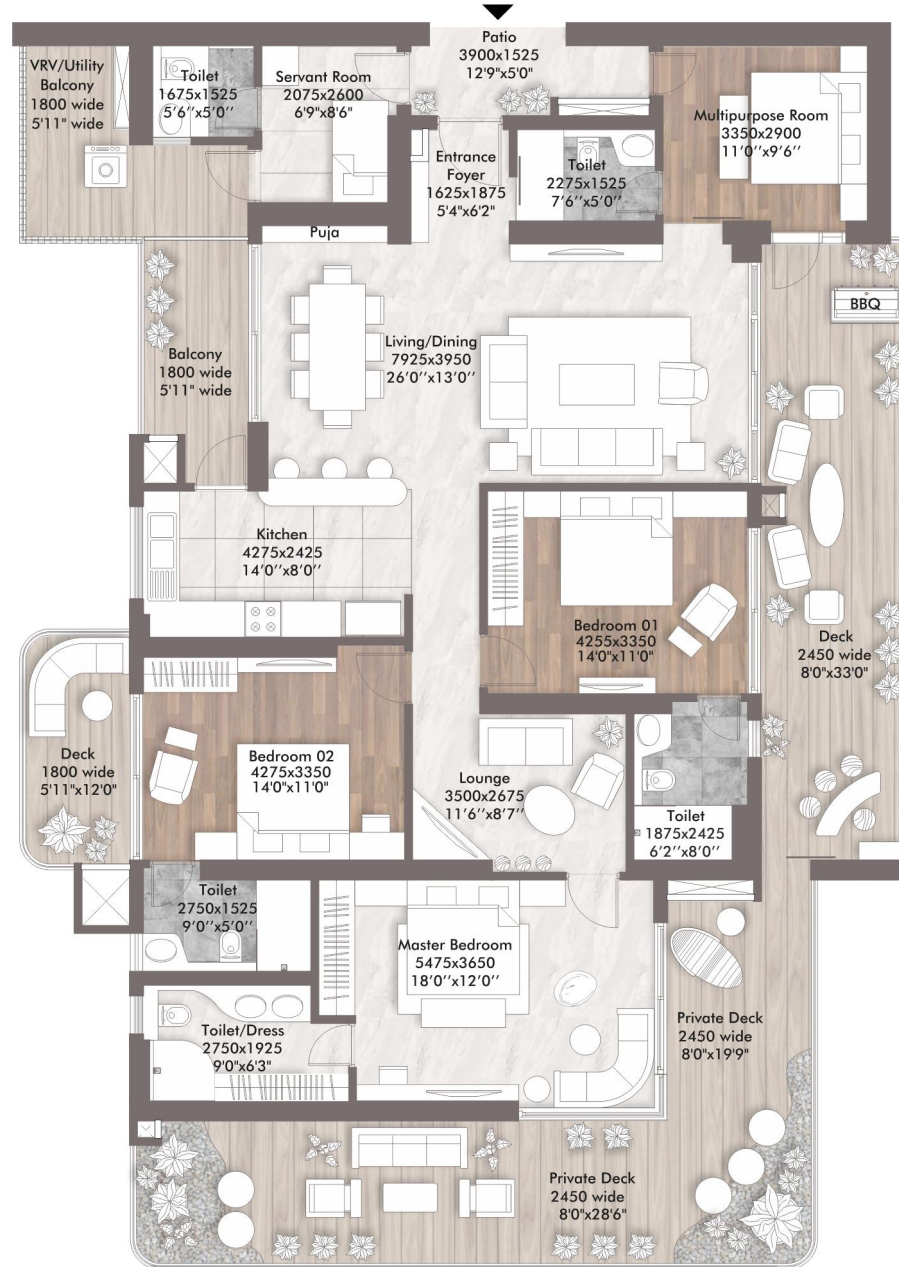 Patio
3900x1525
12'9"x5'0"
VRV/Utility
Balcony
1800 wide
5'11" wide
Toilet
1675x1525
5'6''x5'0''
Servant Room
2075x2600
6'9"x8'6"
Multipurpose Room
3350x2900
11'0''x9'6''
Entrance
Foyer
1625x1875
5'4"x6'2"
Toilet
2275x1525
7'6''x5'0''
Puja
BBQ
Living/Dining
7925x3950
26'0''x13'0''
Balcony
1800 wide
5'11" wide
Kitchen
4275x2425
14'0''x8'0''
Bedroom 01
4255x3350
14'0"x11'0"
Deck
2450 wide
8'0"x33'0"
Deck
1800 wide
5'11"x12'0"
Bedroom 02
4275x3350
14'0"x11'0"
Lounge
3500x2675
11'6''x8'7''
Toilet
1875x2425
6'2''x8'0''
Toilet
2750x1525
9'0''x5'0''
Master Bedroom
5475x3650
18'0''x12'0''
Toilet/Dress
2750x1925
9'0"x6'3"
Private Deck
2450 wide
8'0"x19'9"
Private Deck
2450 wide
8'0"x28'6"